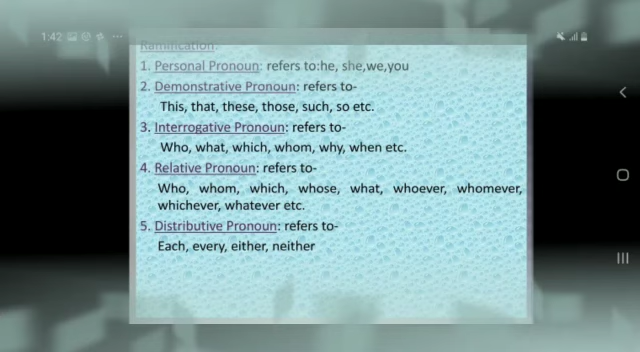 1:42
Ramification:
1. Personal Pronoun: refers to:he, she,we,you
2. Demonstrative Pronoun: refers to-
This, that, these, those, such, so etc.
3. Interrogative Pronoun: refers to-
Who, what, which, whom, why, when etc.
4. Relative Pronoun: refers to-
Who, whom, which, whose, what, whoever, whomever,
whichever, whatever etc.
5. Distributive Pronoun: refers to-
Each, every, either, neither